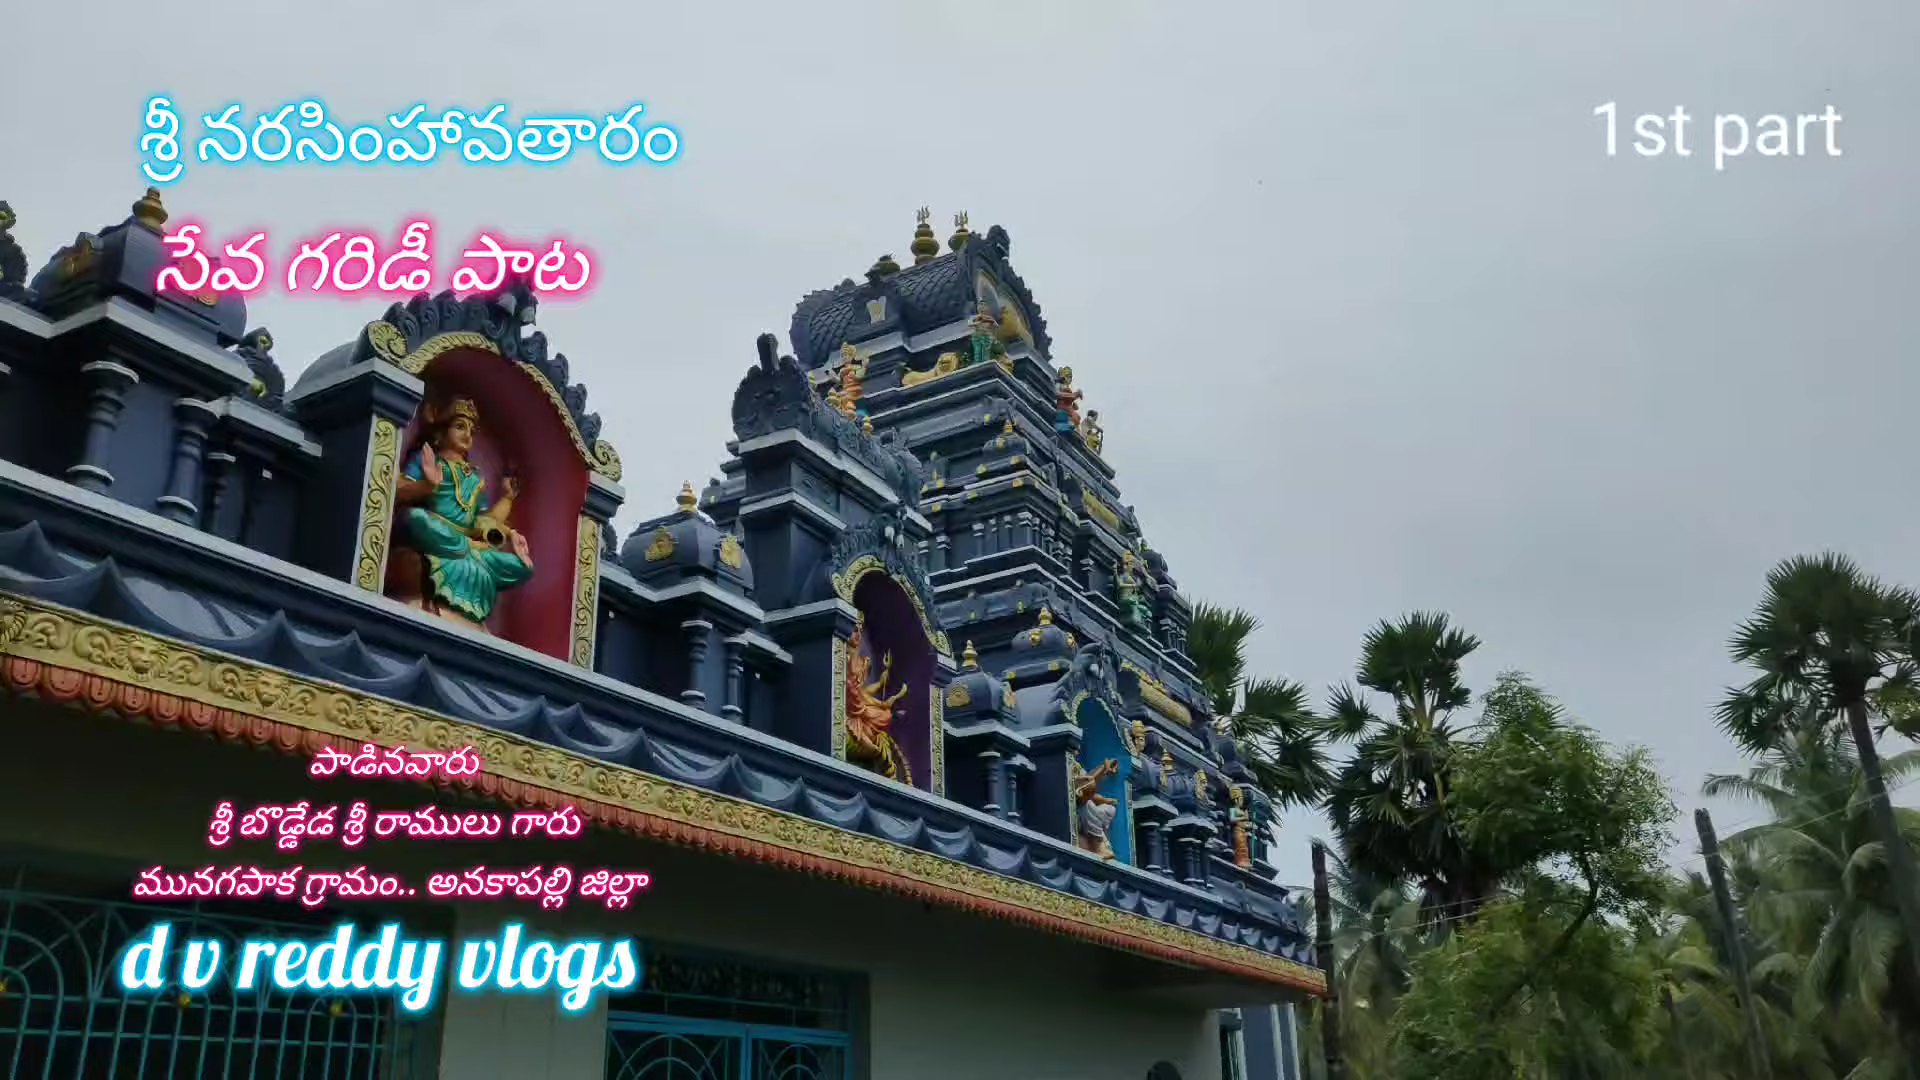 శ్రీ నరసింహావతారం
1st part
సేవ గరిడీ పాట
పాడినవారు
శ్రీ బొడ్డేడ శ్రీ రాములు గారు
మునగపాక గ్రామం.. అనకాపల్లి జిల్లా
d v reddy vlogs